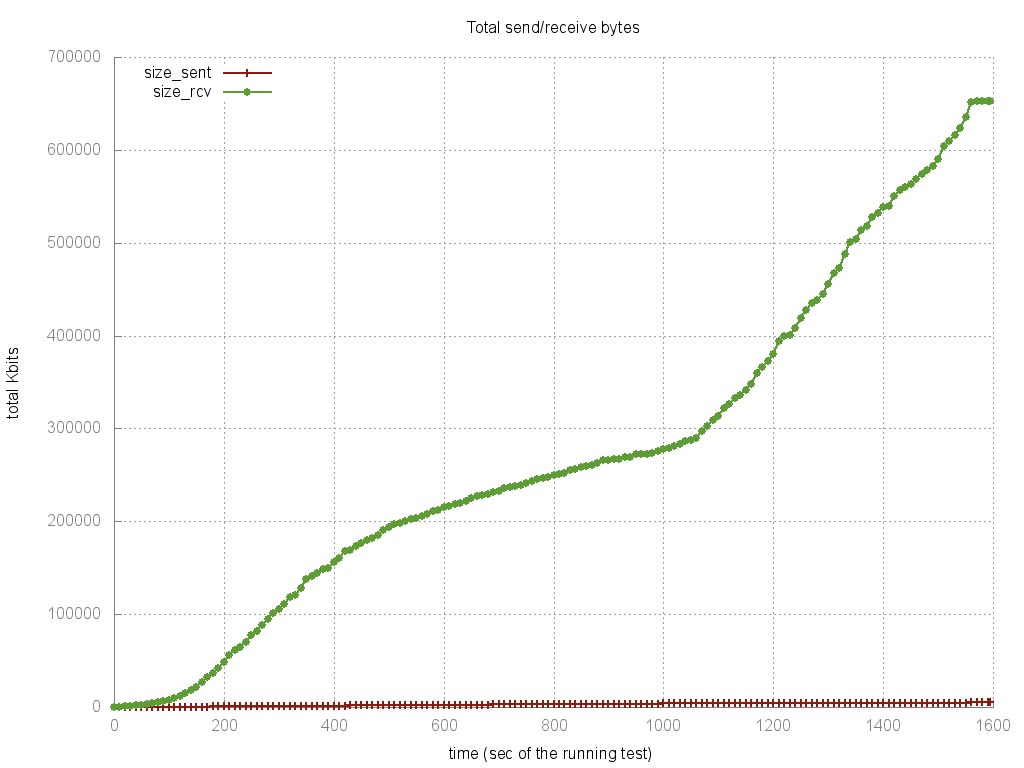 Total send/receive bytes
700000
size_sent
size_rcv
600000
500000
400000
total Kbits
300000
200000
100000
0
0 200 400 600 800 1000 1200 1400 1600
time (sec of the running test)